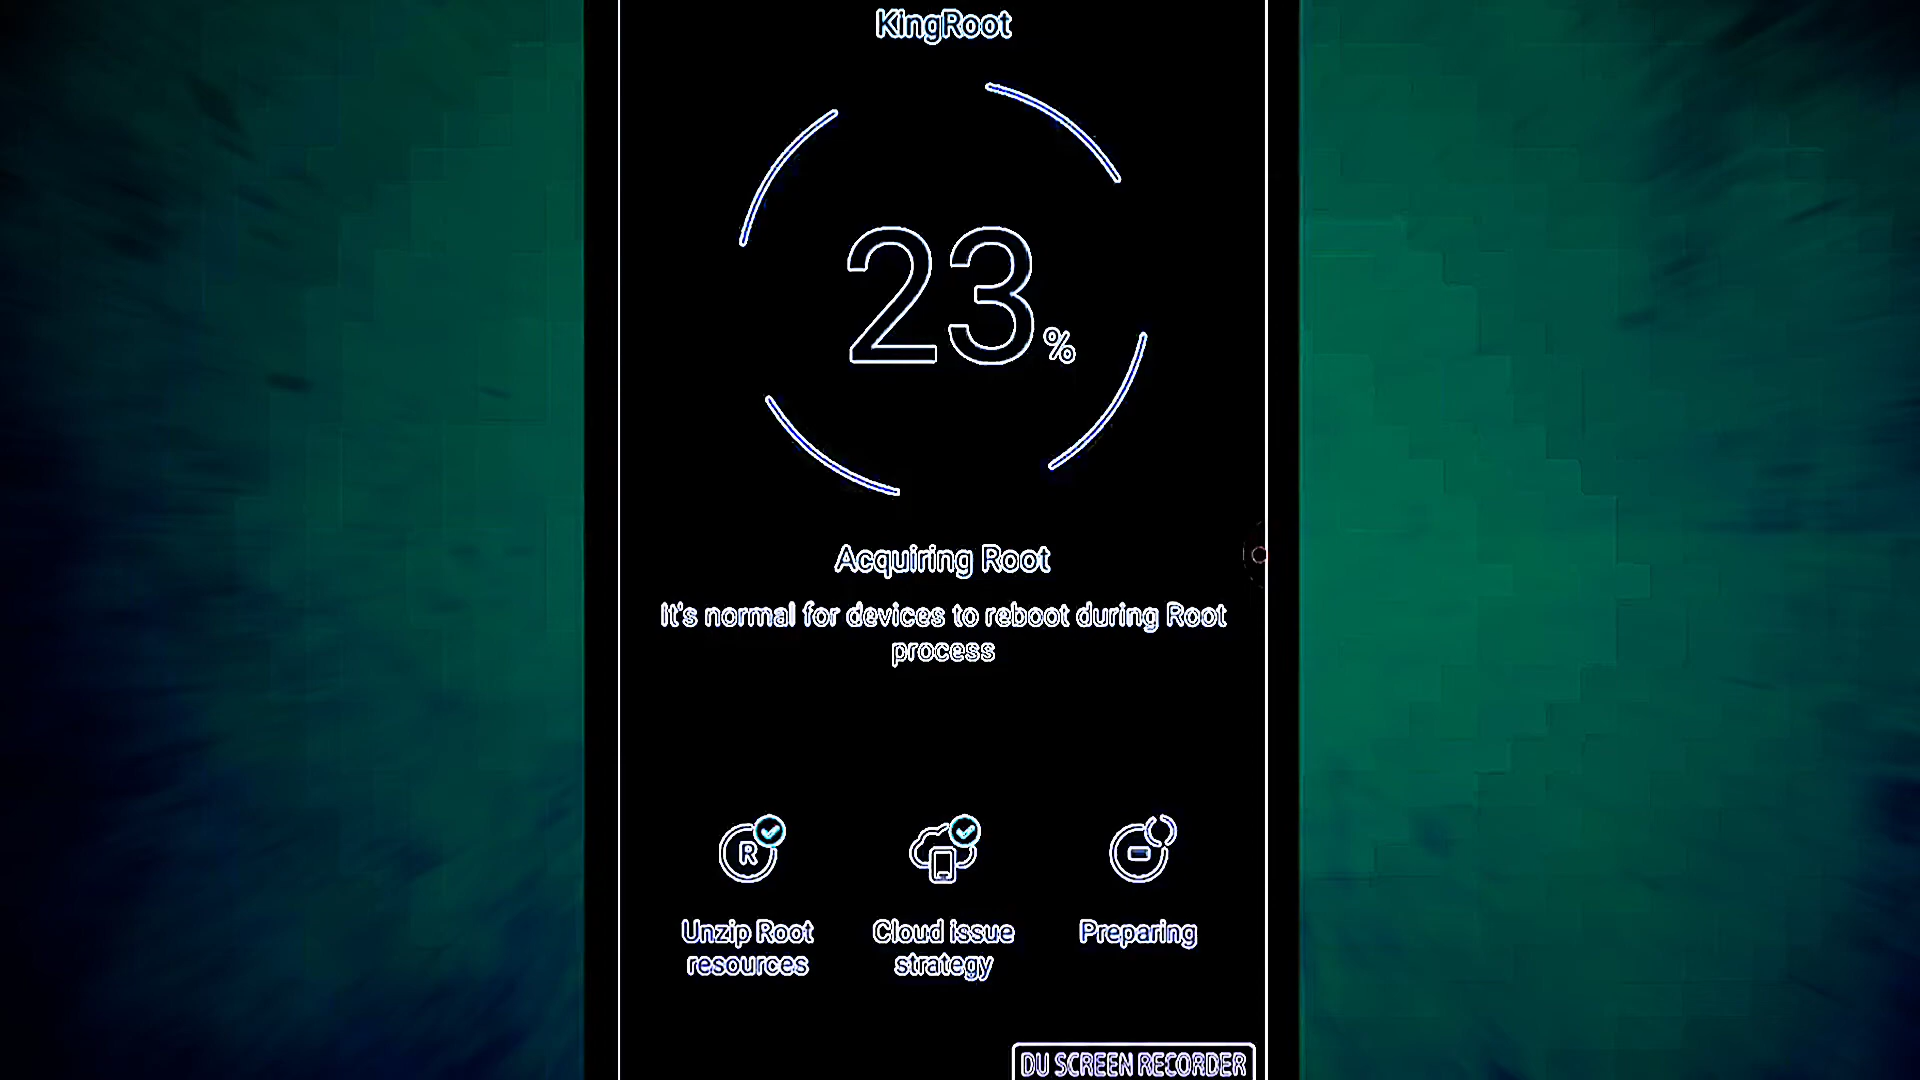 KingRoot
23%
Acquiring Root
It's normal for devices to reboot during Root
process
Unzip Root
resources
Cloud issue
strategy
Preparing
DU SCREEN RECORDER